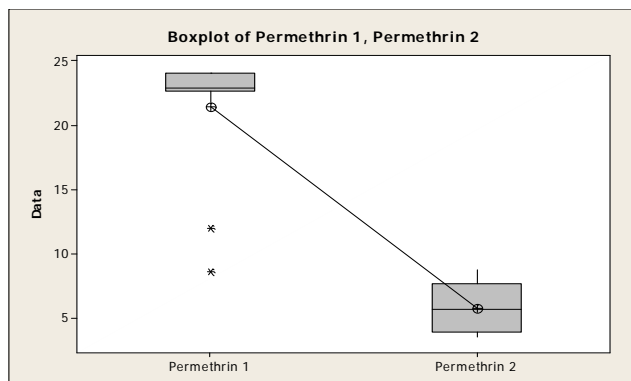 Boxplot of Permethrin 1, Permethrin 2
25
20
15
10
5
Data
Permethrin 1
Permethrin 2